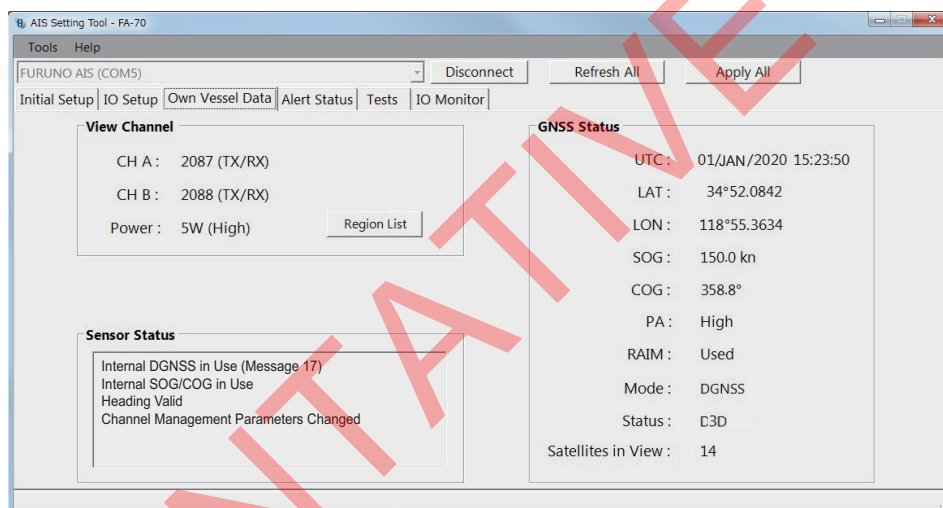 AIS Setting Tool - FA-70
Tools Help
FURUNO AIS (COM5) Disconnect Refresh All Apply All
Initial Setup IO Setup Own Vessel Data Alert Status Tests IO Monitor
View Channel
CH A : 2087 (TX/RX)
CH B : 2088 (TX/RX)
Power : 5W (High) Region List
Sensor Status
Internal DGNSS in Use (Message 17)
Internal SOG/COG in Use
Heading Valid
Channel Management Parameters Changed
GNSS Status
UTC : 01/JAN/2020 15:23:50
LAT : 34°52.0842
LON : 118°55.3634
SOG : 150.0 kn
COG : 358.8°
PA : High
RAIM : Used
Mode : DGNSS
Status : D3D
Satellites in View : 14
NTATIVE